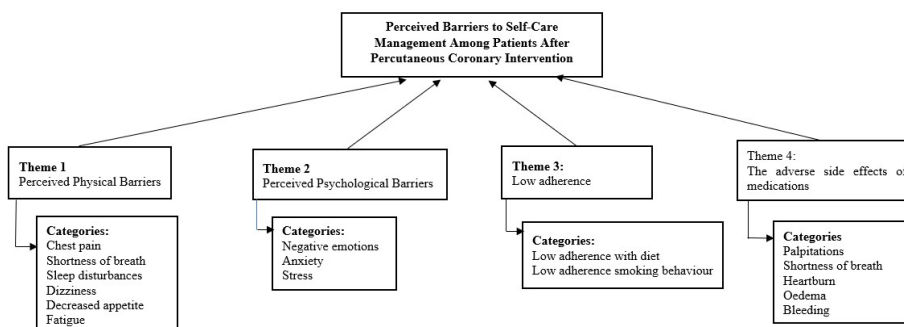 Perceived Barriers to Self-Care
Management Among Patients After
Percutaneous Coronary Intervention
Theme 1
Perceived Physical Barriers
Categories:
Chest pain
Shortness of breath
Sleep disturbances
Dizziness
Decreased appetite
Fatigue
Theme 2
Perceived Psychological Barriers
Categories:
Negative emotions
Anxiety
Stress
Theme 3:
Low adherence
Categories:
Low adherence with diet
Low adherence smoking behaviour
Theme 4:
The adverse side effects of
medications
Categories
Palpitations
Shortness of breath
Heartburn
Oedema
Bleeding